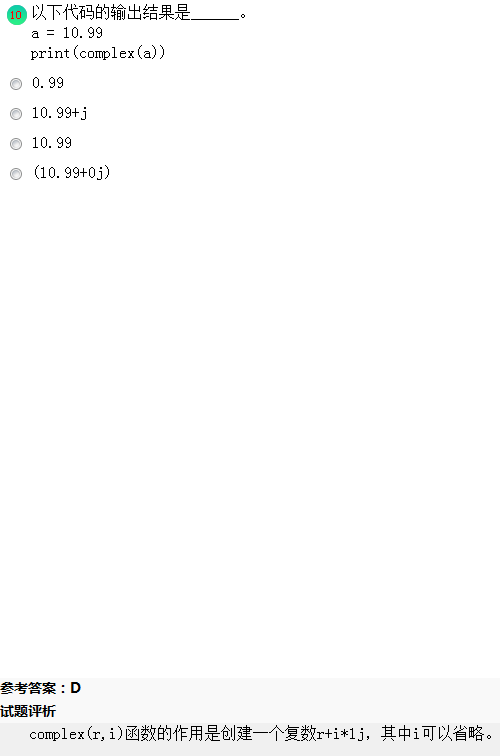 10 以下代码的输出结果是______。
a = 10.99
print(complex(a))
0.99
10.99+j
10.99
(10.99+0j)
参考答案：D
试题评析
complex(r,i)函数的作用是创建一个复数r+i*1j，其中i可以省略。